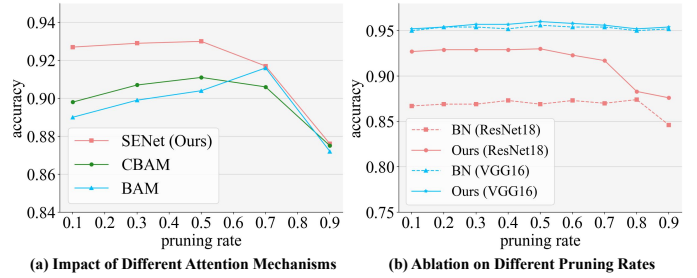 0.94
0.92
0.90
0.88
0.86
0.84
accuracy
SENet (Ours)
CBAM
BAM
0.1 0.2 0.3 0.4 0.5 0.6 0.7 0.8 0.9
pruning rate
(a) Impact of Different Attention Mechanisms
0.95
0.90
0.85
0.80
0.75
accuracy
BN (ResNet18)
Ours (ResNet18)
BN (VGG16)
Ours (VGG16)
0.1 0.2 0.3 0.4 0.5 0.6 0.7 0.8 0.9
pruning rate
(b) Ablation on Different Pruning Rates